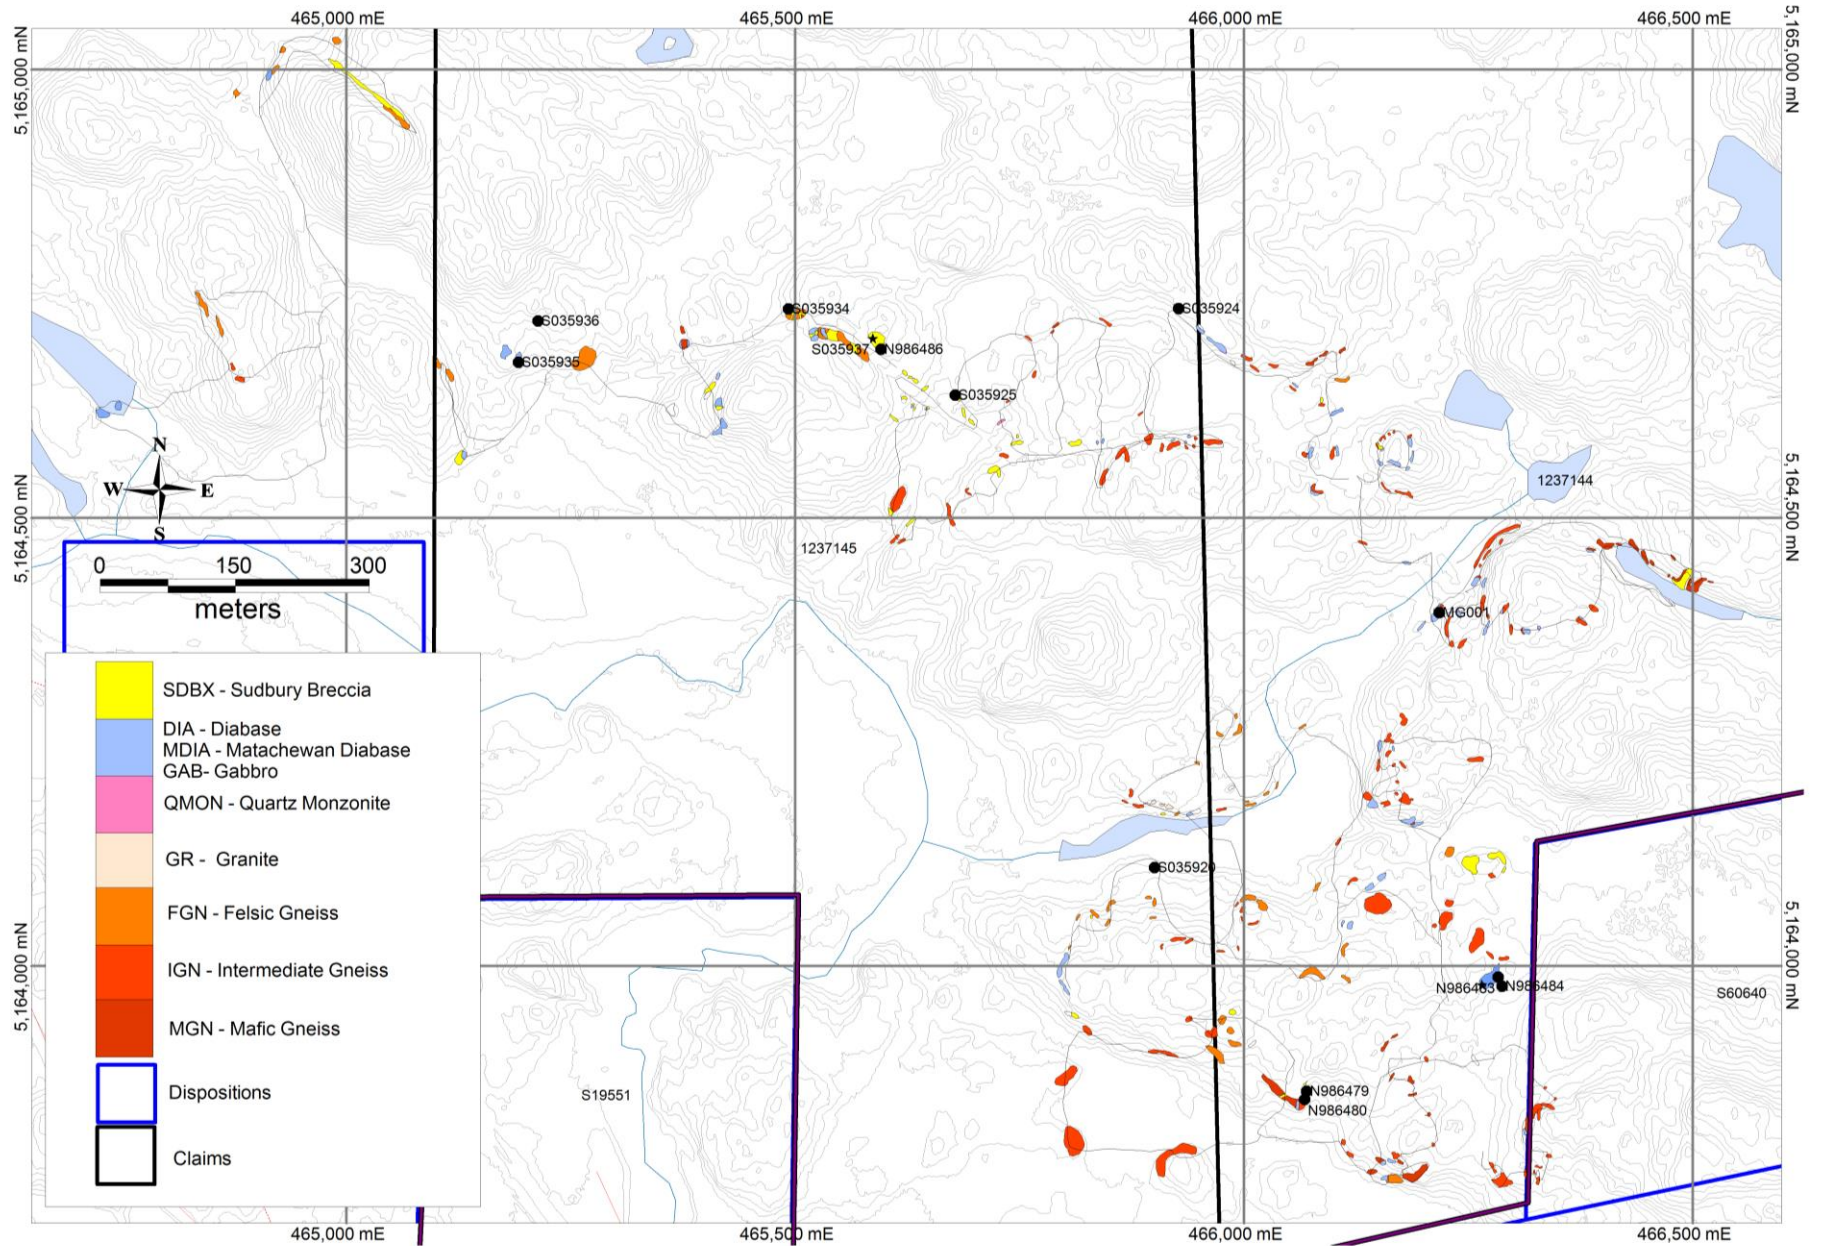 465,000 mE
465,500 mE
466,000 mE
466,500 mE
5,165,000 mN
5,165,000 mN
S035936
S035934
S035924
S035935
S035937
N986486
S035925
N
W
E
S
1237144
5,164,500 mN
5,164,500 mN
1237145
0
150
300
meters
MG001
SDBX - Sudbury Breccia
DIA - Diabase
MDIA - Matachewan Diabase
GAB- Gabbro
QMON - Quartz Monzonite
GR - Granite
FGN - Felsic Gneiss
IGN - Intermediate Gneiss
MGN - Mafic Gneiss
Dispositions
Claims
S035920
5,164,000 mN
5,164,000 mN
N986483
N986484
S60640
S19551
N986479
N986480
465,000 mE
465,500 mE
466,000 mE
466,500 mE